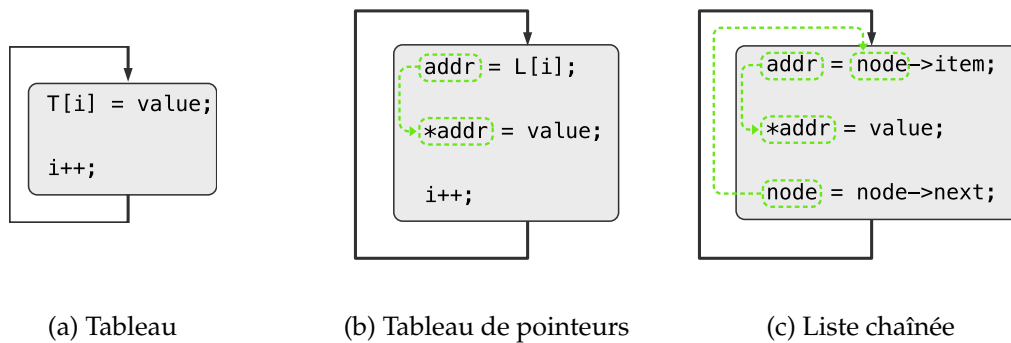 T[i] = value;
i++;
(a) Tableau
addr = L[i];
*addr = value;
i++;
(b) Tableau de pointeurs
addr = node->item;
*addr = value;
node = node->next;
(c) Liste chaînée